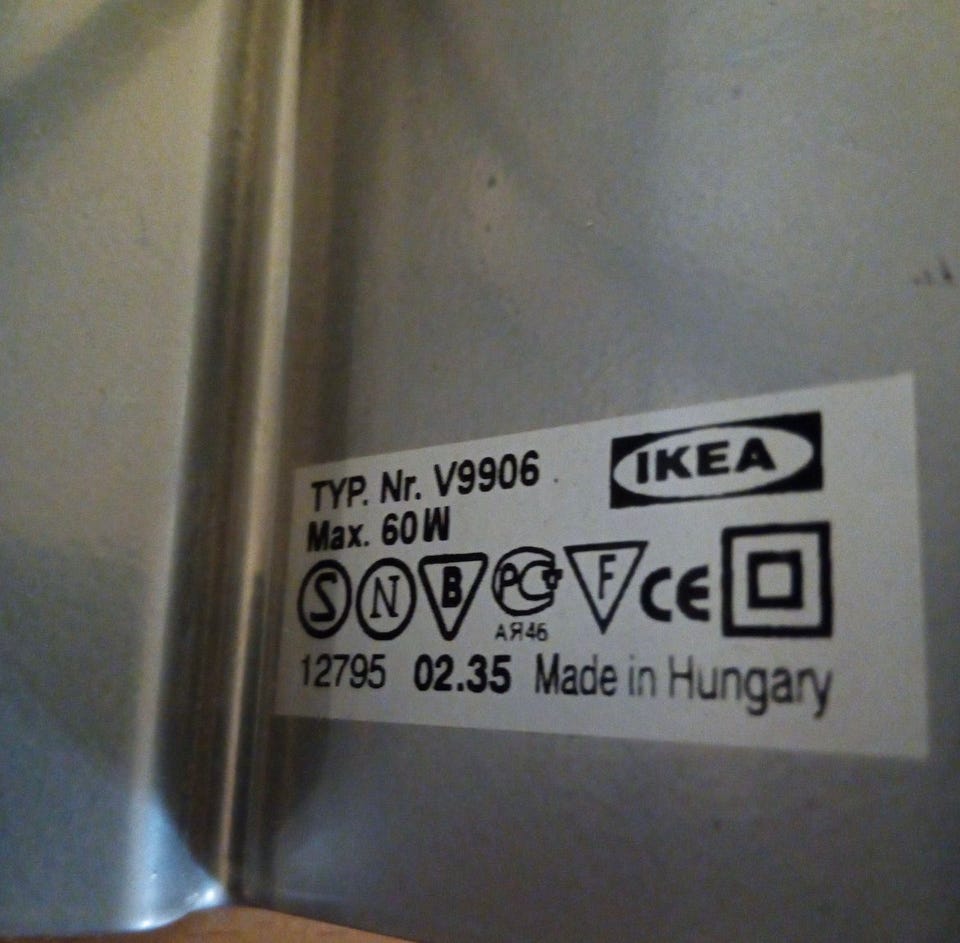 TYP. Nr. V9906
IKEA
Max. 60W
S N B PC F CE
АЯ46
12795 02.35 Made in Hungary